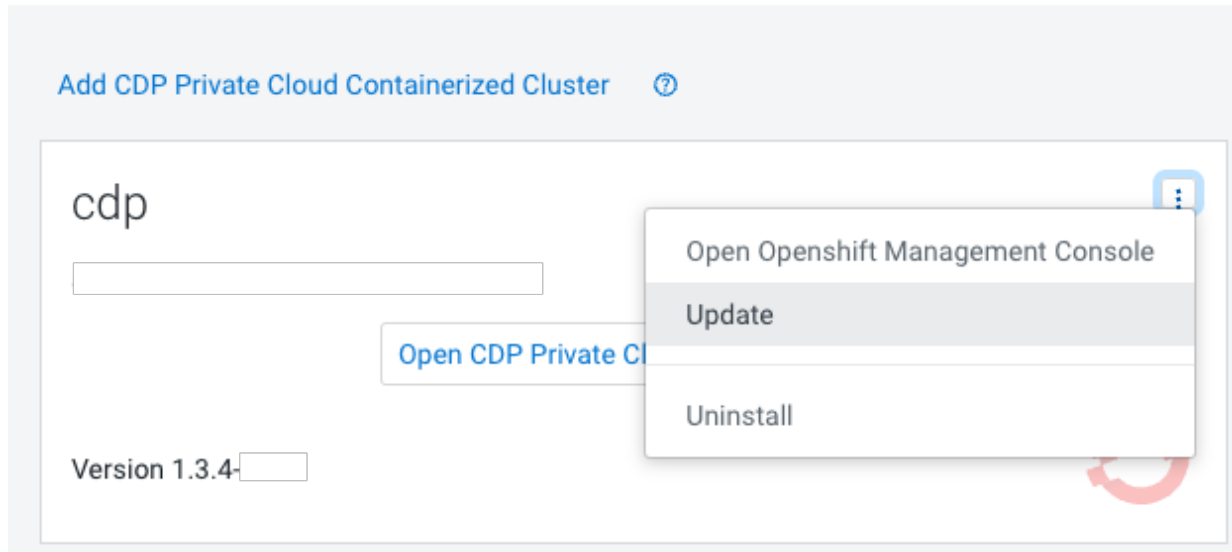 Add CDP Private Cloud Containerized Cluster
cdp
Open Openshift Management Console
Update
Open CDP Private Cl
Uninstall
Version 1.3.4-